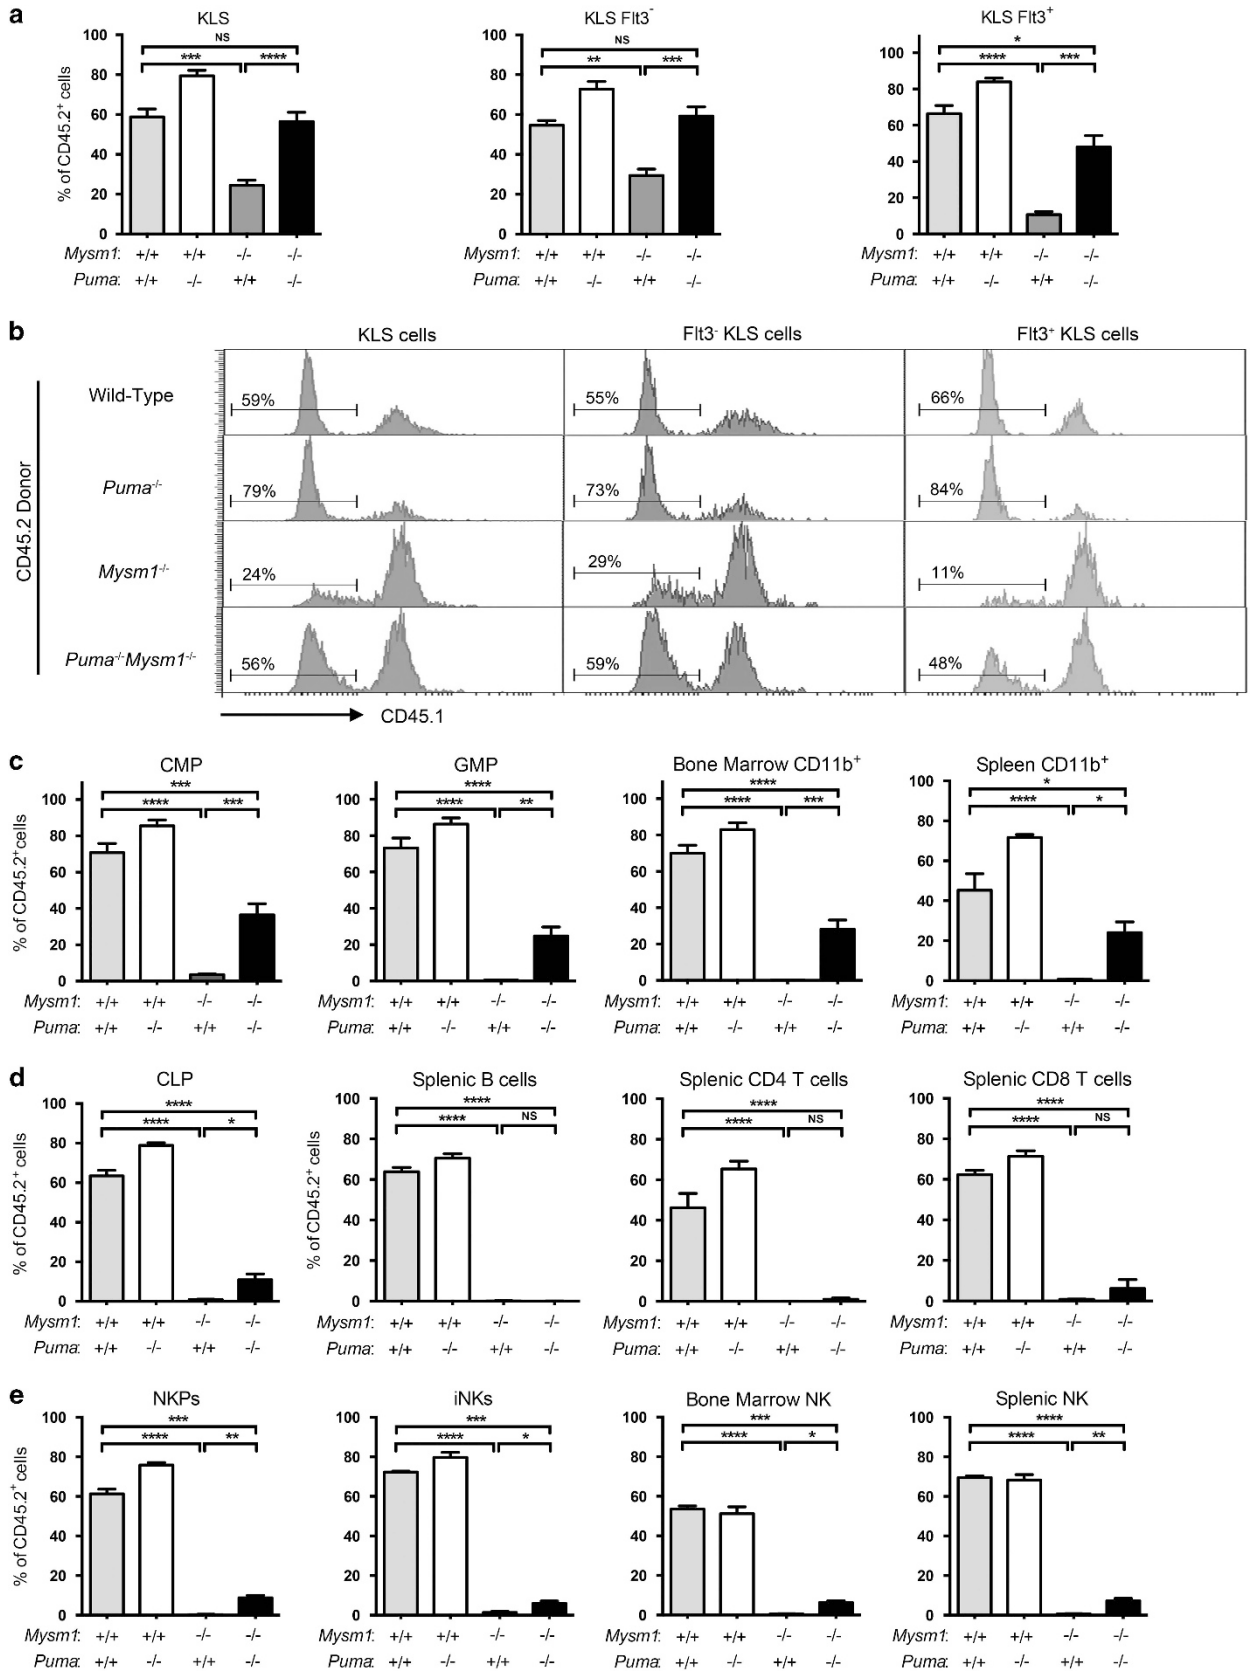 a
KLS
KLS Flt3-
KLS Flt3+
% of CD45.2+ cells
100
80
60
40
20
0
NS
***
****
100
80
60
40
20
0
NS
**
***
100
80
60
40
20
0
*
****
***
Mysm1: +/+ +/+ -/- -/-
Puma: +/+ -/- +/+ -/-
Mysm1: +/+ +/+ -/- -/-
Puma: +/+ -/- +/+ -/-
Mysm1: +/+ +/+ -/- -/-
Puma: +/+ -/- +/+ -/-
b
KLS cells
Flt3- KLS cells
Flt3+ KLS cells
CD45.2 Donor
Wild-Type
59%
55%
66%
Puma-/-
79%
73%
84%
Mysm1-/-
24%
29%
11%
Puma-/-Mysm1-/-
56%
59%
48%
CD45.1
c
CMP
GMP
Bone Marrow CD11b+
Spleen CD11b+
% of CD45.2+cells
100
80
60
40
20
0
***
****
***
100
80
60
40
20
0
****
****
**
100
80
60
40
20
0
****
****
***
100
80
60
40
20
0
*
****
*
Mysm1: +/+ +/+ -/- -/-
Puma: +/+ -/- +/+ -/-
Mysm1: +/+ +/+ -/- -/-
Puma: +/+ -/- +/+ -/-
Mysm1: +/+ +/+ -/- -/-
Puma: +/+ -/- +/+ -/-
Mysm1: +/+ +/+ -/- -/-
Puma: +/+ -/- +/+ -/-
d
CLP
Splenic B cells
Splenic CD4 T cells
Splenic CD8 T cells
% of CD45.2+ cells
100
80
60
40
20
0
****
****
*
% of CD45.2+ cells
100
80
60
40
20
0
****
****
NS
100
80
60
40
20
0
****
****
NS
100
80
60
40
20
0
****
****
NS
Mysm1: +/+ +/+ -/- -/-
Puma: +/+ -/- +/+ -/-
Mysm1: +/+ +/+ -/- -/-
Puma: +/+ -/- +/+ -/-
Mysm1: +/+ +/+ -/- -/-
Puma: +/+ -/- +/+ -/-
Mysm1: +/+ +/+ -/- -/-
Puma: +/+ -/- +/+ -/-
e
NKPs
iNKs
Bone Marrow NK
Splenic NK
% of CD45.2+ cells
100
80
60
40
20
0
***
****
**
100
80
60
40
20
0
***
****
*
100
80
60
40
20
0
***
****
*
100
80
60
40
20
0
****
****
**
Mysm1: +/+ +/+ -/- -/-
Puma: +/+ -/- +/+ -/-
Mysm1: +/+ +/+ -/- -/-
Puma: +/+ -/- +/+ -/-
Mysm1: +/+ +/+ -/- -/-
Puma: +/+ -/- +/+ -/-
Mysm1: +/+ +/+ -/- -/-
Puma: +/+ -/- +/+ -/-